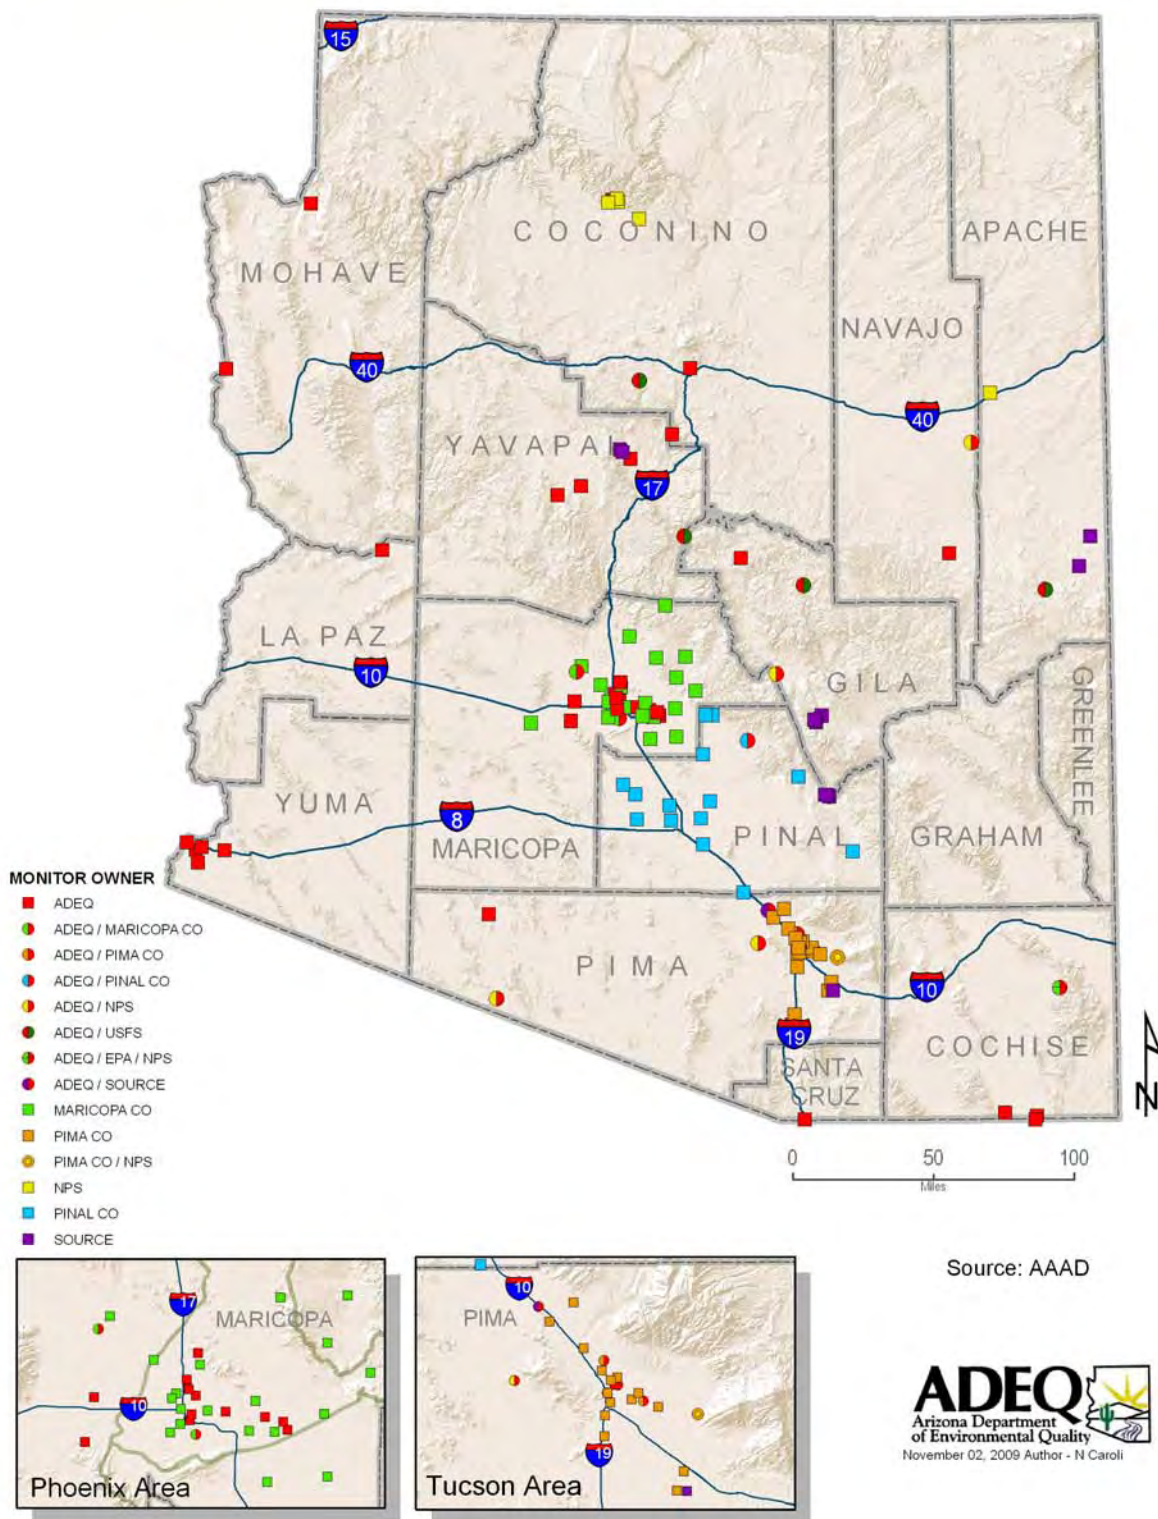 15
COCONINO
APACHE
MOHAVE
NAVAJO
40
40
YAVAPAI
17
LA PAZ
10
GILA
GREENLEE
YUMA
8
MARICOPA
PINAL
GRAHAM
MONITOR OWNER
ADEQ
ADEQ / MARICOPA CO
ADEQ / PIMA CO
ADEQ / PINAL CO
ADEQ / NPS
ADEQ / USFS
ADEQ / EPA / NPS
ADEQ / SOURCE
MARICOPA CO
PIMA CO
PIMA CO / NPS
NPS
PINAL CO
SOURCE
PIMA
10
19
COCHISE
SANTA
CRUZ
N
0 50 100
Miles
17
MARICOPA
10
Phoenix Area
10
PIMA
19
Tucson Area
Source: AAAD
ADEQ
Arizona Department
of Environmental Quality
November 02, 2009 Author - N Caroli